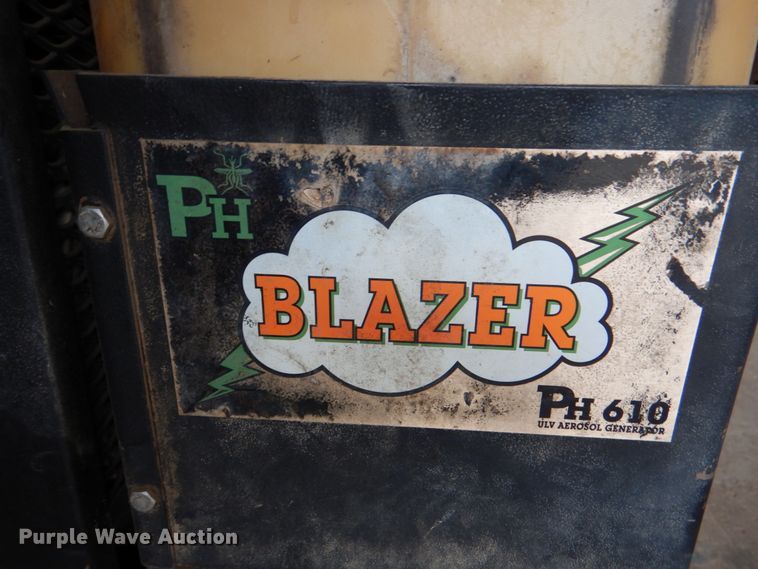 PH
BLAZER
PH 610
ULV AEROSOL GENERATOR
Purple Wave Auction®